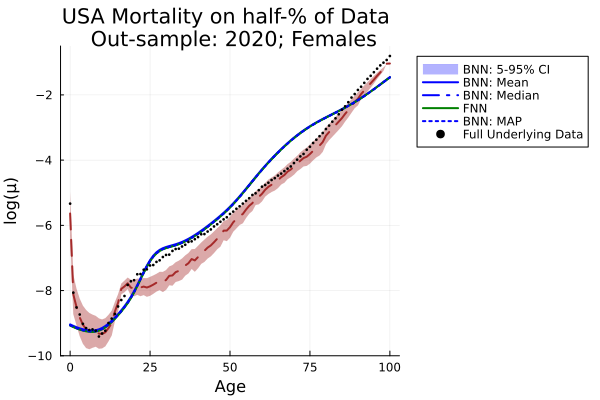 USA Mortality on half-% of Data
Out-sample: 2020; Females
log(μ)
−2
−4
−6
−8
−10
0
25
50
75
100
Age
BNN: 5-95% CI
BNN: Mean
BNN: Median
FNN
BNN: MAP
Full Underlying Data